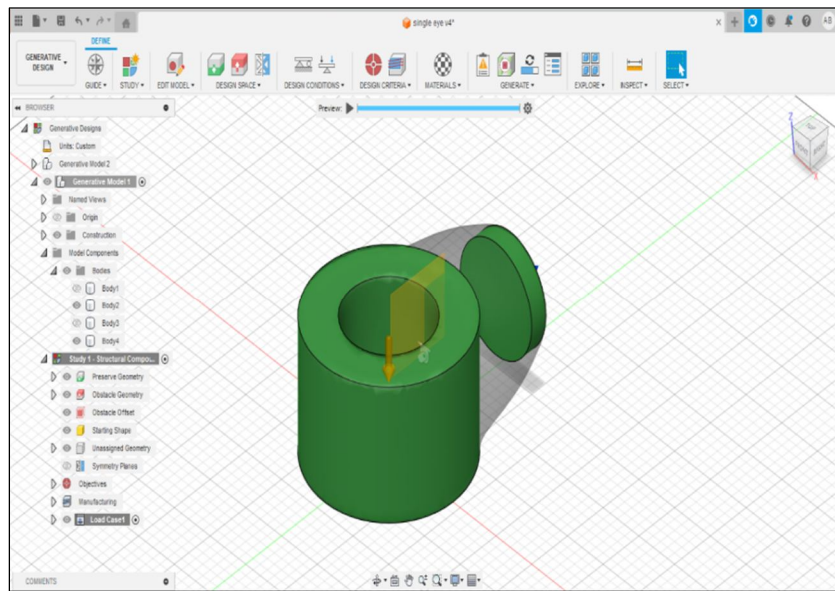 single eye v4*
AB
DEFINE
GENERATIVE DESIGN
GUIDE
STUDY
EDIT MODEL
DESIGN SPACE
DESIGN CONDITIONS
DESIGN CRITERIA
MATERIALS
GENERATE
EXPLORE
INSPECT
SELECT
BROWSER
Preview:
Generative Designs
Units: Custom
Generative Model 2
Generative Model 1
Named Views
Origin
Construction
Model Components
Bodies
Body1
Body2
Body3
Body4
Study 1 - Structural Compo...
Preserve Geometry
Obstacle Geometry
Obstacle Offset
Starting Shape
Unassigned Geometry
Symmetry Planes
Objectives
Manufacturing
Load Case1
Z
X
COMMENTS